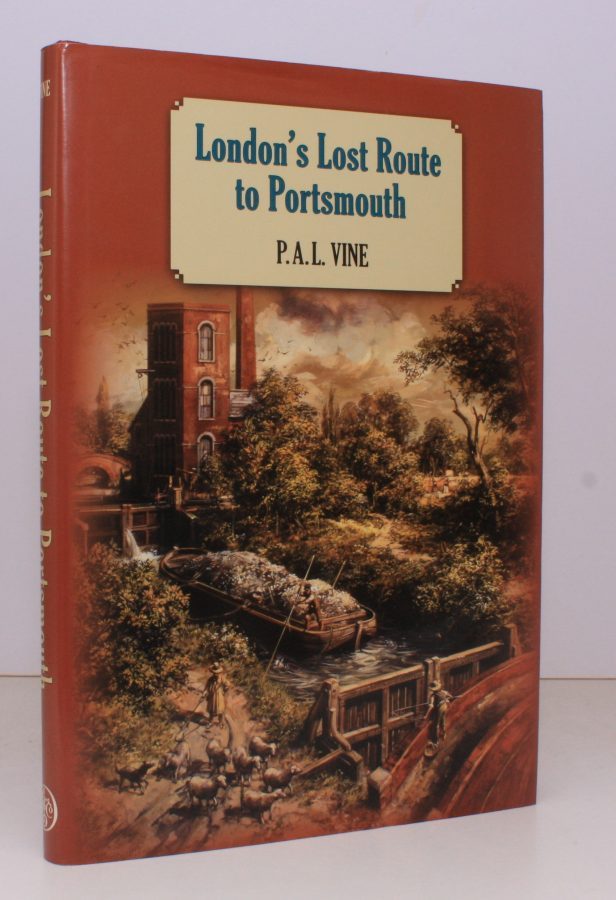 London's Lost Route
to Portsmouth
P.A.L. VINE
London's Lost Route to Portsmouth